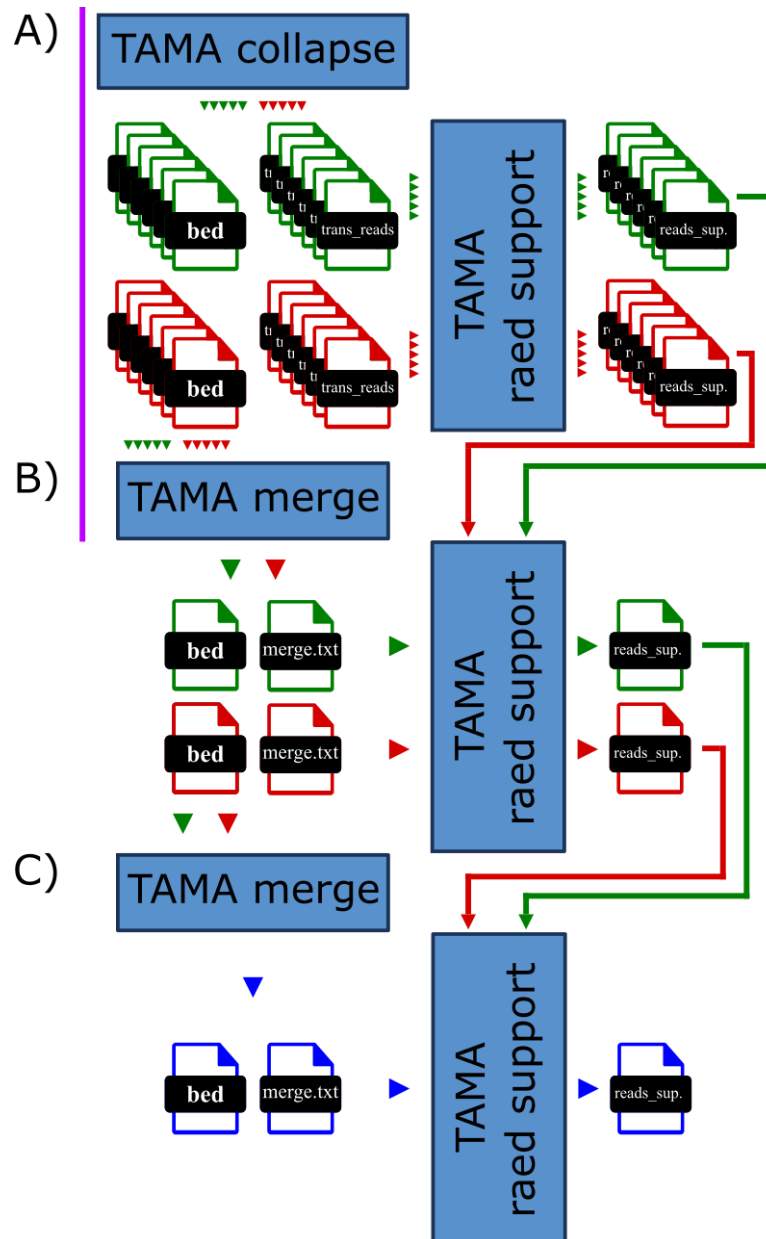 A)
TAMA collapse
bed
trans_reads
TAMA
raed support
reads_sup.
bed
trans_reads
reads_sup.
B)
TAMA merge
bed
merge.txt
TAMA
raed support
reads_sup.
bed
merge.txt
reads_sup.
C)
TAMA merge
bed
merge.txt
TAMA
raed support
reads_sup.